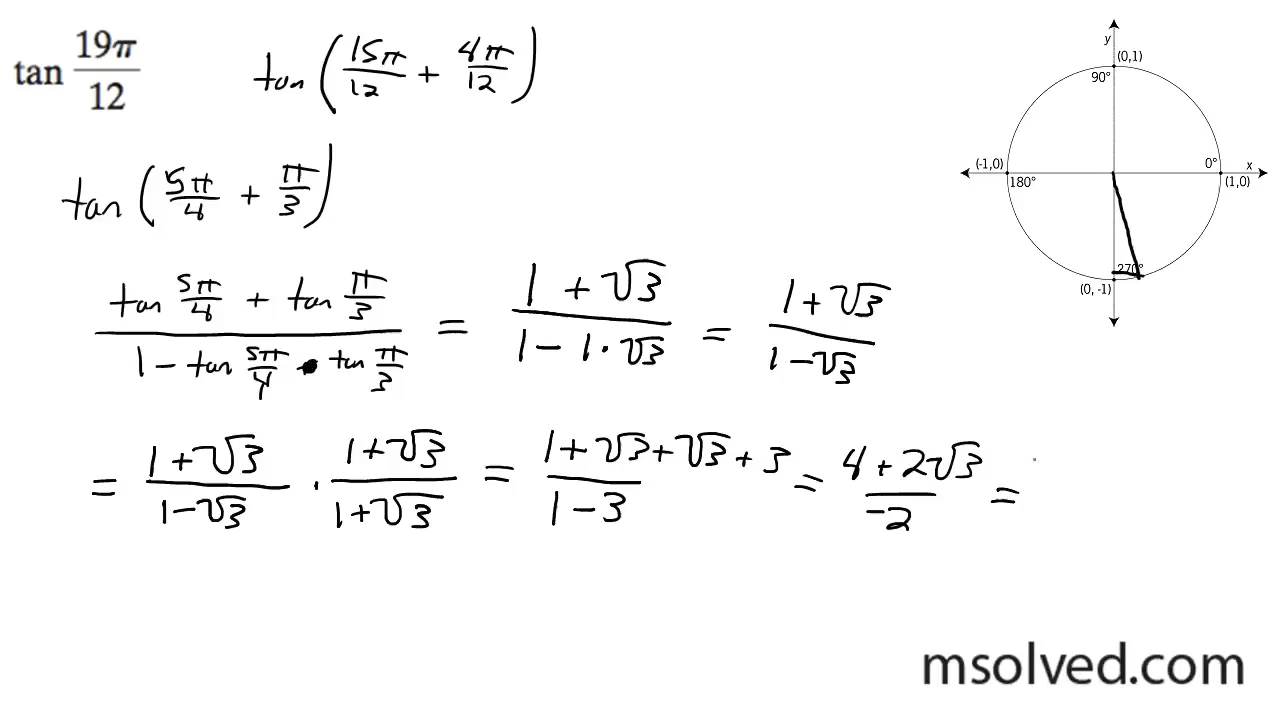 tan 19π/12    tan(15π/12 + 4π/12)
tan(5π/4 + π/3)
(tan 5π/4 + tan π/3)/(1 - tan 5π/4 • tan π/3) = (1 + √3)/(1 - 1·√3) = (1 + √3)/(1 - √3)
= (1 + √3)/(1 - √3) · (1 + √3)/(1 + √3) = (1 + √3 + √3 + 3)/(1 - 3) = (4 + 2√3)/-2 =
y
(0,1)
90°
(-1,0) 0° x
180° (1,0)
270°
(0, -1)
msolved.com